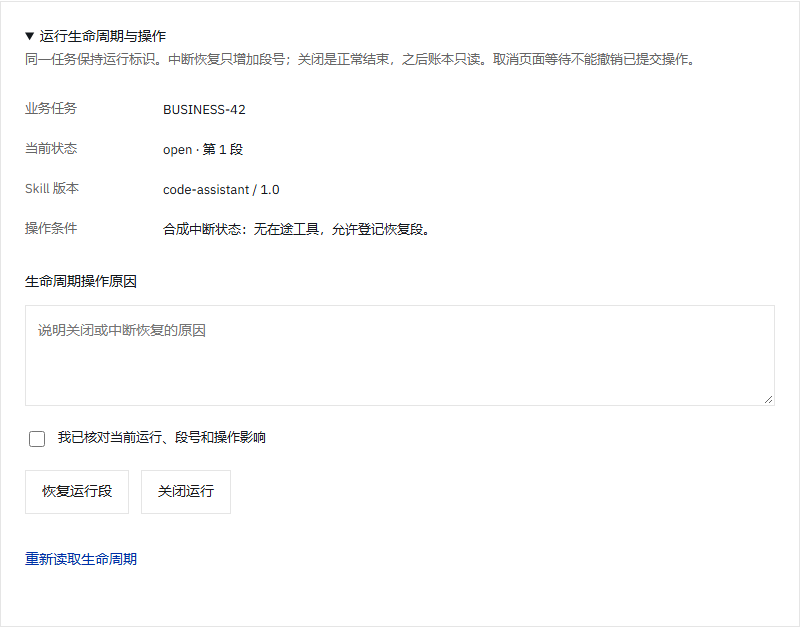 ▼ 运行生命周期与操作
同一任务保持运行标识。中断恢复只增加段号；关闭是正常结束，之后账本只读。取消页面等待不能撤销已提交操作。
业务任务 BUSINESS-42
当前状态 open · 第 1 段
Skill 版本 code-assistant / 1.0
操作条件 合成中断状态：无在途工具，允许登记恢复段。
生命周期操作原因
说明关闭或中断恢复的原因
我已核对当前运行、段号和操作影响
恢复运行段 关闭运行
重新读取生命周期